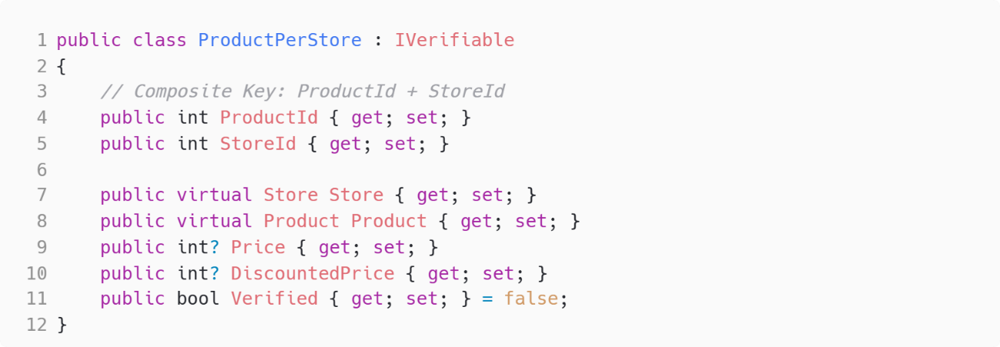 1 public class ProductPerStore : IVerifiable
2 {
3     // Composite Key: ProductId + StoreId
4     public int ProductId { get; set; }
5     public int StoreId { get; set; }
6
7     public virtual Store Store { get; set; }
8     public virtual Product Product { get; set; }
9     public int? Price { get; set; }
10     public int? DiscountedPrice { get; set; }
11     public bool Verified { get; set; } = false;
12 }